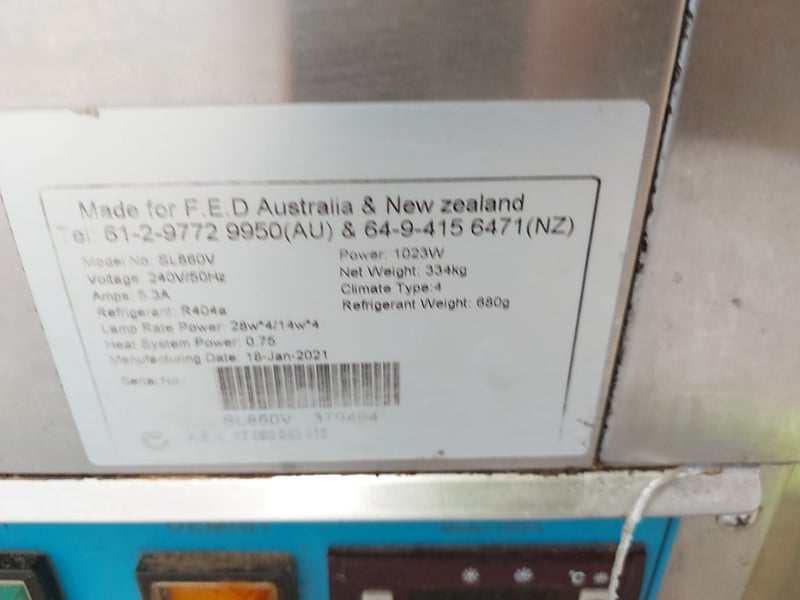 Made for F.E.D Australia & New zealand
Tel: 61-2-9772 9950(AU) & 64-9-415 6471(NZ)
Model No: SL860V
Voltage: 240V/50Hz
Amps: 5.3A
Refrigerant: R404a
Lamp Rate Power: 28w*4/14w*4
Heat System Power: 0.75
Manufacturing Date: 18-Jan-2021
Power: 1023W
Net Weight: 334kg
Climate Type:4
Refrigerant Weight: 680g
Serial No.:
SL860V 379494
DEMIST
°C